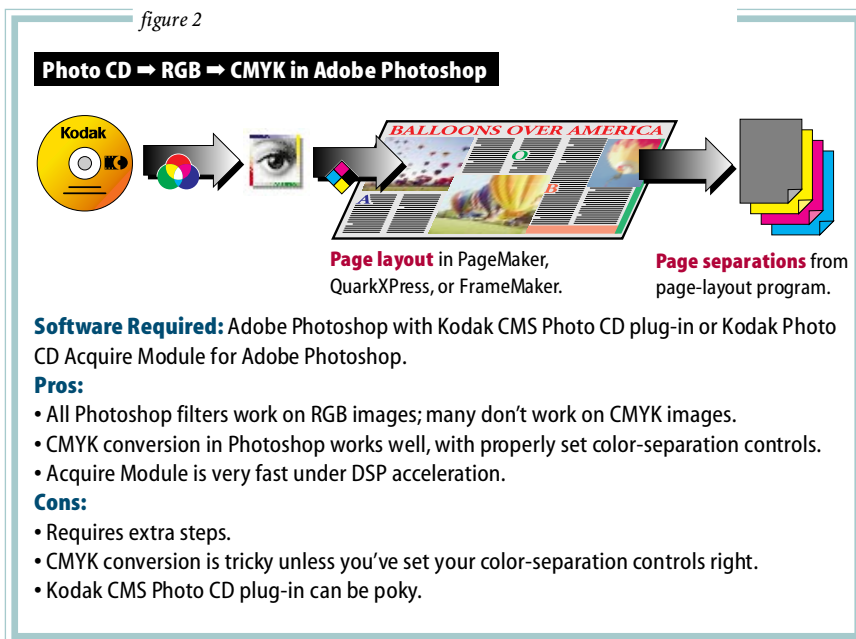 figure 2
Photo CD ➡ RGB ➡ CMYK in Adobe Photoshop
Kodak
BALLOONS OVER AMERICA
O
B
A
Page layout in PageMaker,
QuarkXPress, or FrameMaker.
Page separations from
page-layout program.
Software Required: Adobe Photoshop with Kodak CMS Photo CD plug-in or Kodak Photo
CD Acquire Module for Adobe Photoshop.
Pros:
• All Photoshop filters work on RGB images; many don’t work on CMYK images.
• CMYK conversion in Photoshop works well, with properly set color-separation controls.
• Acquire Module is very fast under DSP acceleration.
Cons:
• Requires extra steps.
• CMYK conversion is tricky unless you’ve set your color-separation controls right.
• Kodak CMS Photo CD plug-in can be poky.